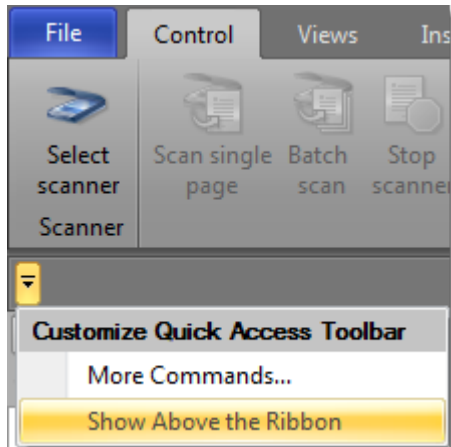 File Control Views Ins
Select scanner
Scan single page
Batch scan
Stop scanner
Scanner
Customize Quick Access Toolbar
More Commands...
Show Above the Ribbon